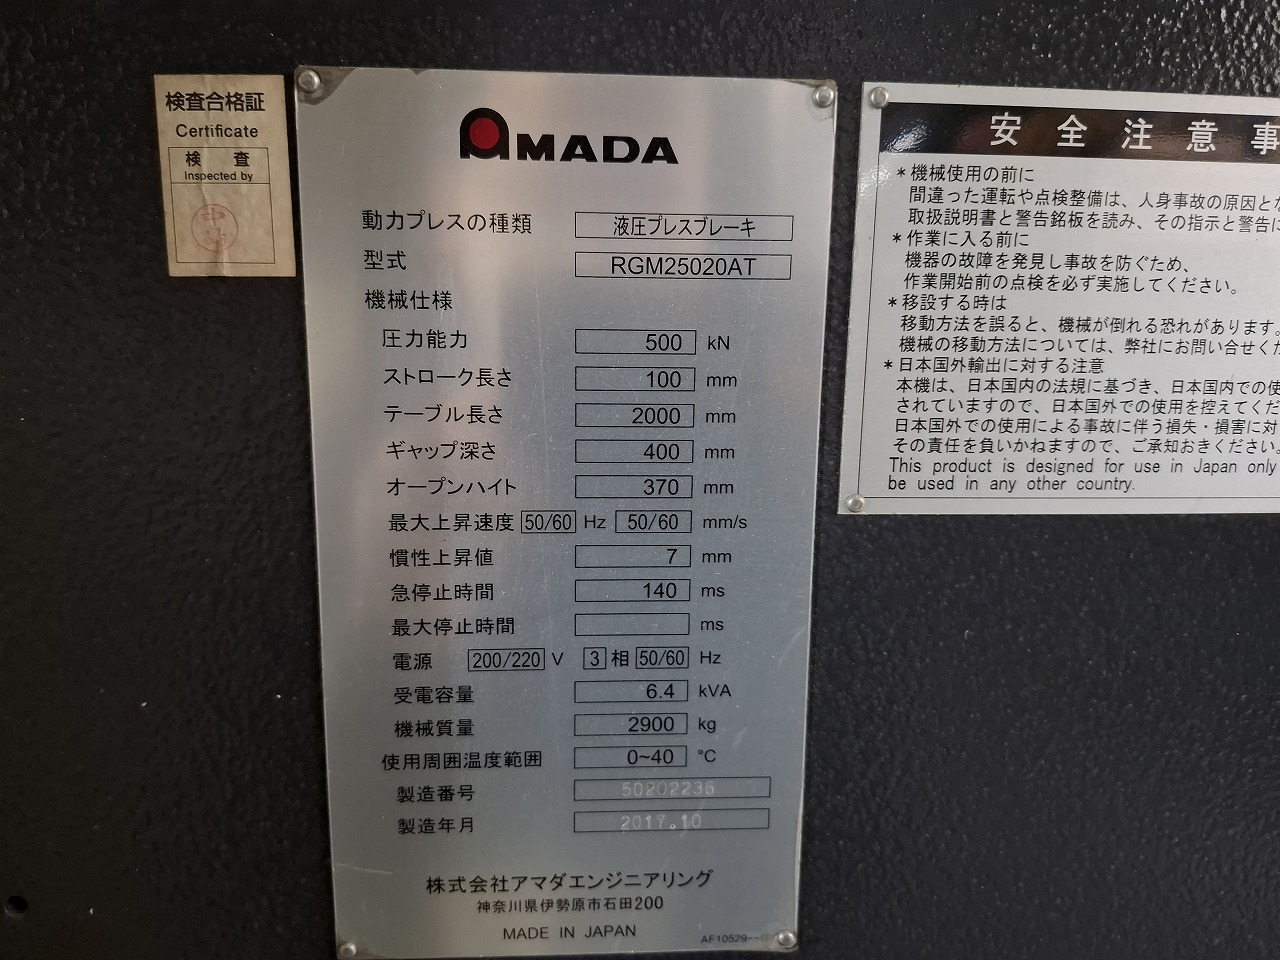 検査合格証
Certificate
検 査
Inspected by
AMADA
動力プレスの種類 液圧プレスブレーキ
型式 RGM25020AT
機械仕様
圧力能力 500 kN
ストローク長さ 100 mm
テーブル長さ 2000 mm
ギャップ深さ 400 mm
オープンハイト 370 mm
最大上昇速度 50/60 Hz 50/60 mm/s
慣性上昇値 7 mm
急停止時間 140 ms
最大停止時間 ms
電源 200/220 V 3 相 50/60 Hz
受電容量 6.4 kVA
機械質量 2900 kg
使用周囲温度範囲 0~40 °C
製造番号 50202236
製造年月 2017.10
株式会社アマダエンジニアリング
神奈川県伊勢原市石田200
MADE IN JAPAN
AF10529
安全注意事
*機械使用の前に
間違った運転や点検整備は、人身事故の原因とな
取扱説明書と警告銘板を読み、その指示と警告に
*作業に入る前に
機器の故障を発見し事故を防ぐため、
作業開始前の点検を必ず実施してください。
*移設する時は
移動方法を誤ると、機械が倒れる恐れがあります。
機械の移動方法については、弊社にお問い合せくだ
*日本国外輸出に対する注意
本機は、日本国内の法規に基づき、日本国内での使
されていますので、日本国外での使用を控えてくだ
日本国外での使用による事故に伴う損失・損害に対
その責任を負いかねますので、ご承知おきください。
This product is designed for use in Japan only
be used in any other country.